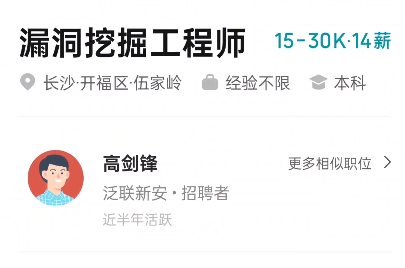 漏洞挖掘工程师 15-30K·14薪
长沙·开福区·伍家岭 经验不限 本科
高剑锋 更多相似职位
泛联新安·招聘者
近半年活跃